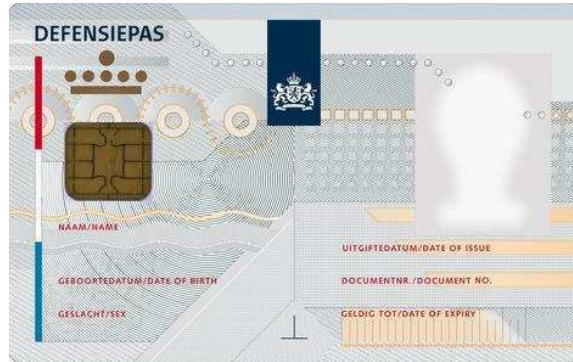 DEFENSIEPAS
NAAM/NAME
UITGIFTEDATUM/DATE OF ISSUE
GEBOORTEDATUM/DATE OF BIRTH
DOCUMENTNR./DOCUMENT NO.
GESLACHT/SEX
GELDIG TOT/DATE OF EXPIRY